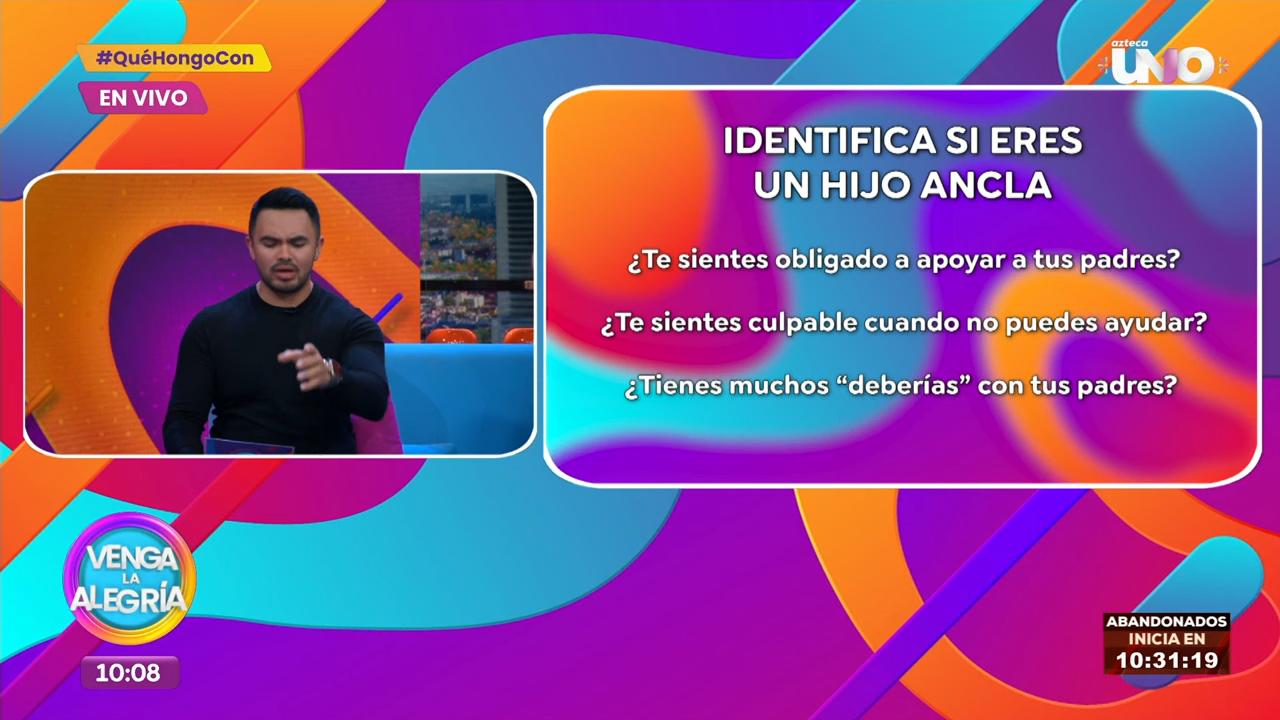 #QuéHongoCon
EN VIVO
azteca
UNO
IDENTIFICA SI ERES
UN HIJO ANCLA
¿Te sientes obligado a apoyar a tus padres?
¿Te sientes culpable cuando no puedes ayudar?
¿Tienes muchos “deberías” con tus padres?
VENGA
LA
ALEGRÍA
10:08
ABANDONADOS
INICIA EN
10:31:19